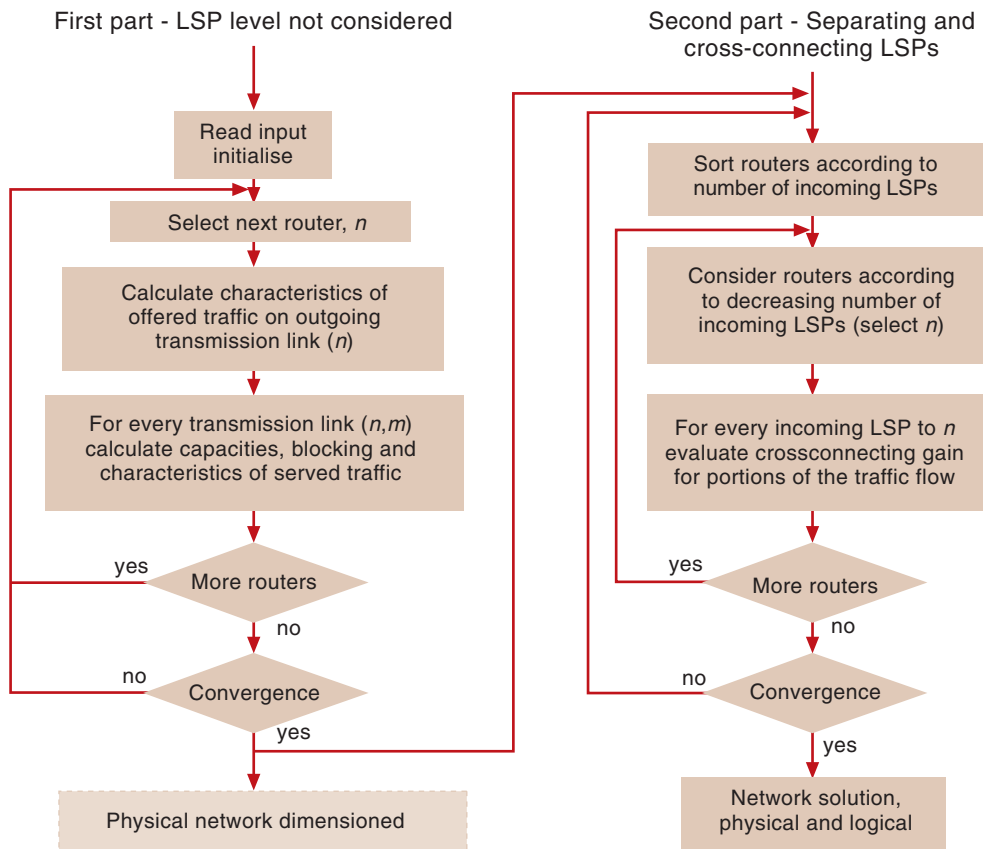 First part - LSP level not considered
Read input
initialise
Select next router, n
Calculate characteristics of
offered traffic on outgoing
transmission link (n)
For every transmission link (n,m)
calculate capacities, blocking and
characteristics of served traffic
yes
More routers
no
no
Convergence
yes
Physical network dimensioned
Second part - Separating and
cross-connecting LSPs
Sort routers according to
number of incoming LSPs
Consider routers according
to decreasing number of
incoming LSPs (select n)
For every incoming LSP to n
evaluate crossconnecting gain
for portions of the traffic flow
yes
More routers
no
no
Convergence
yes
Network solution,
physical and logical